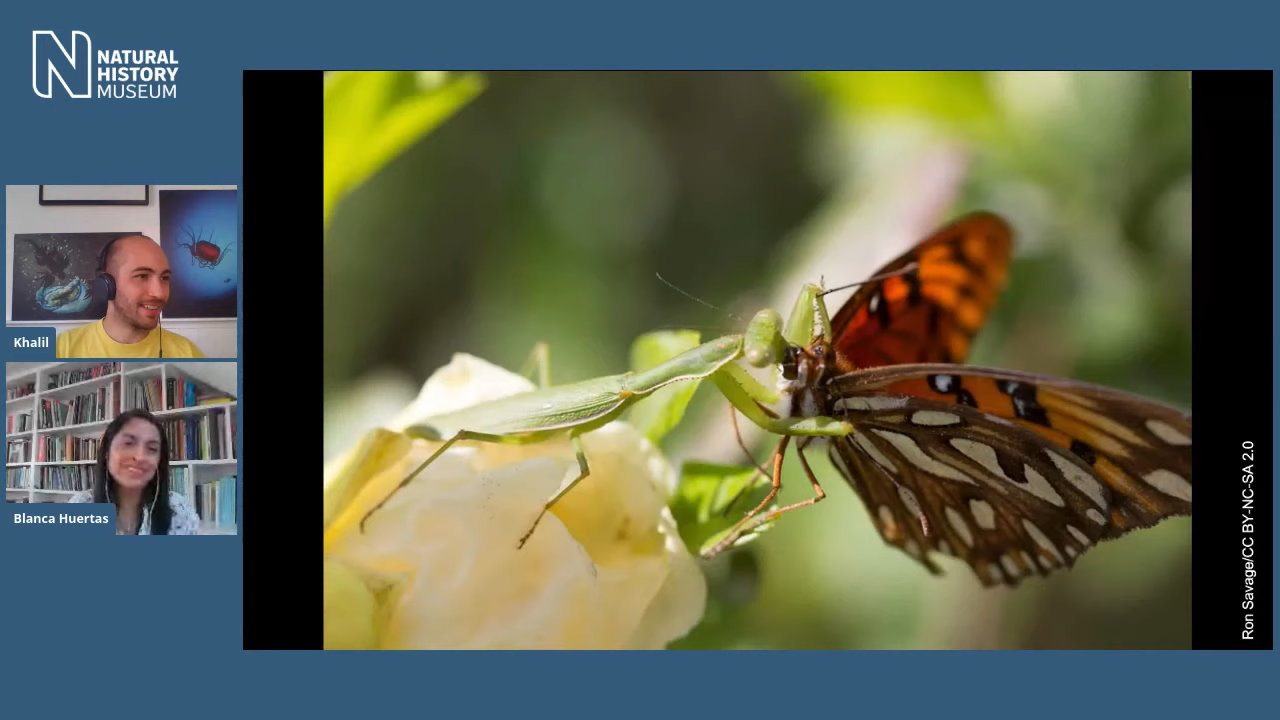 NATURAL
HISTORY
MUSEUM
Khalil
Blanca Huertas
Ron Savage/CC BY-NC-SA 2.0